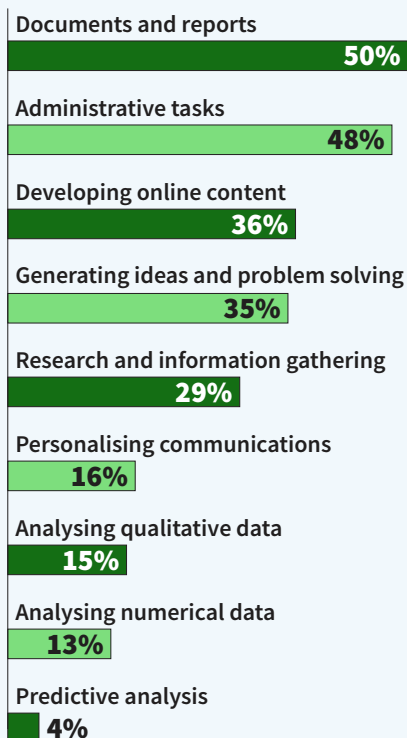 Documents and reports
50%
Administrative tasks
48%
Developing online content
36%
Generating ideas and problem solving
35%
Research and information gathering
29%
Personalising communications
16%
Analysing qualitative data
15%
Analysing numerical data
13%
Predictive analysis
4%